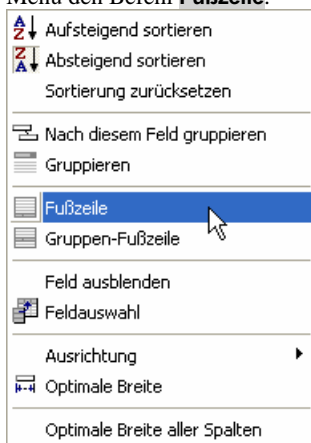 Menü den Befehl Fußzeile.
Aufsteigend sortieren
Absteigend sortieren
Sortierung zurücksetzen
Nach diesem Feld gruppieren
Gruppieren
Fußzeile
Gruppen-Fußzeile
Feld ausblenden
Feldauswahl
Ausrichtung
Optimale Breite
Optimale Breite aller Spalten